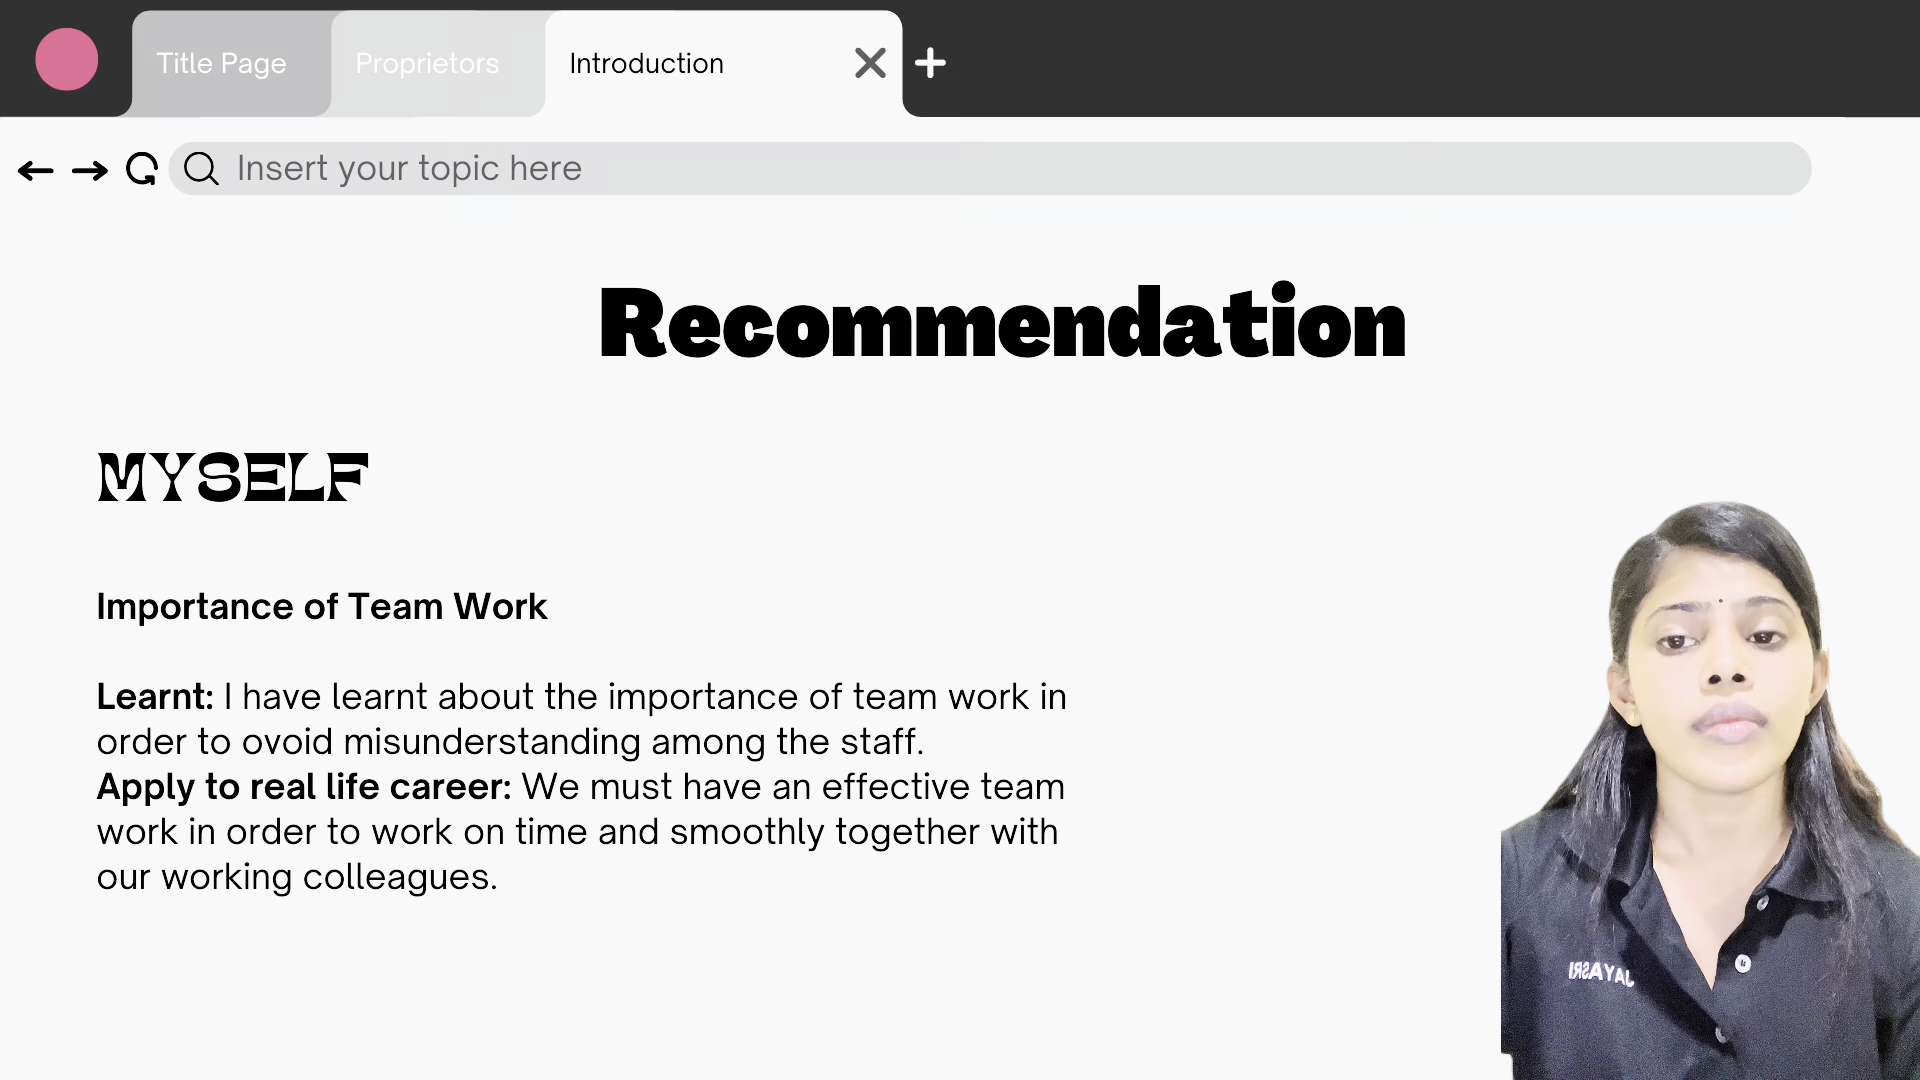 Title Page
Proprietors
Introduction
Insert your topic here
Recommendation
MYSELF
Importance of Team Work
Learnt: I have learnt about the importance of team work in
order to ovoid misunderstanding among the staff.
Apply to real life career: We must have an effective team
work in order to work on time and smoothly together with
our working colleagues.
JAYASRI